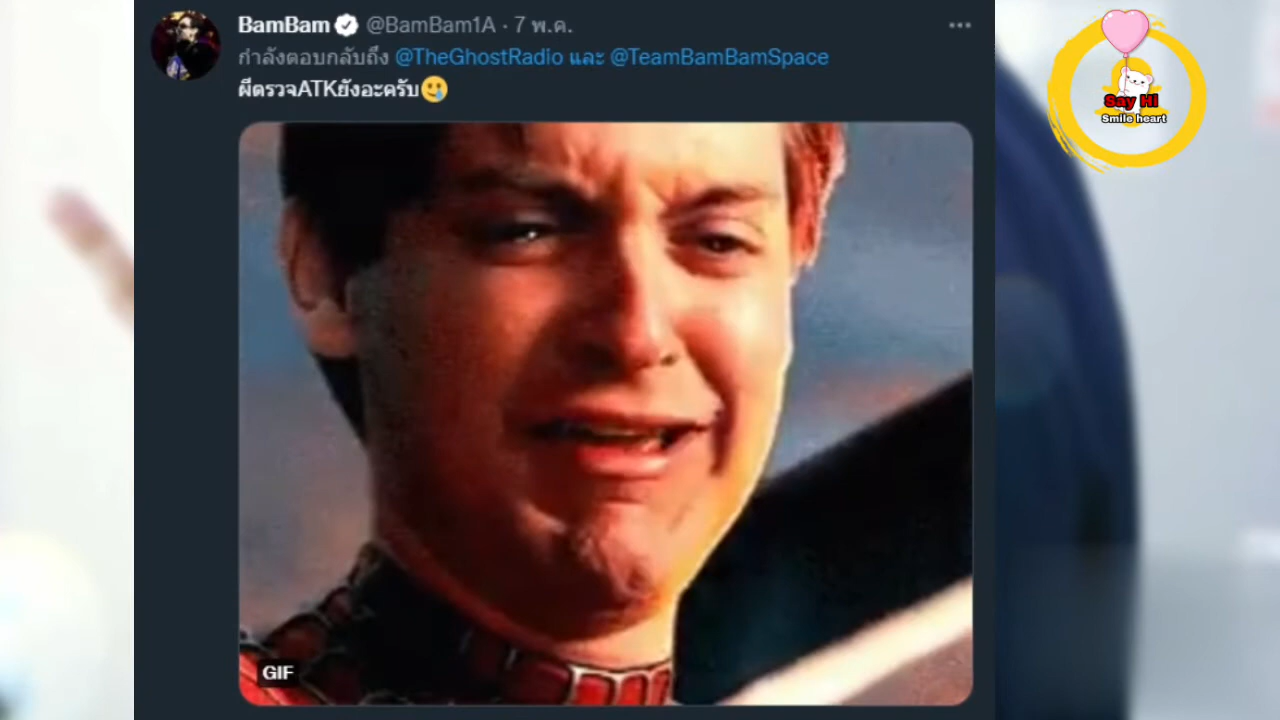 BamBam @BamBam1A · 7 พ.ค.
กำลังตอบกลับถึง @TheGhostRadio และ @TeamBamBamSpace
ผีตรวจATKยังอะครับ🥲
GIF
Say Hi
Smile heart